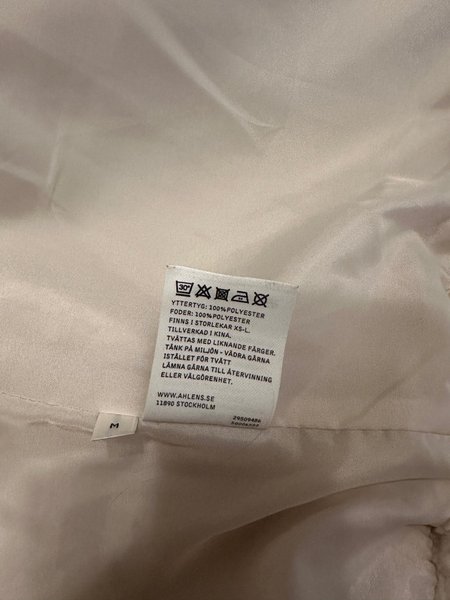 30°
YTTERTYG: 100% POLYESTER
FODER: 100% POLYESTER
FINNS I STORLEKAR XS-L.
TILLVERKAD I KINA.
TVÄTTAS MED LIKNANDE FÄRGER.
TÄNK PÅ MILJÖN - VÄDRA GÄRNA
ISTÄLLET FÖR TVÄTT
LÄMNA GÄRNA TILL ÅTERVINNING
ELLER VÄLGÖRENHET.
WWW.AHLENS.SE
11890 STOCKHOLM
29509486
M